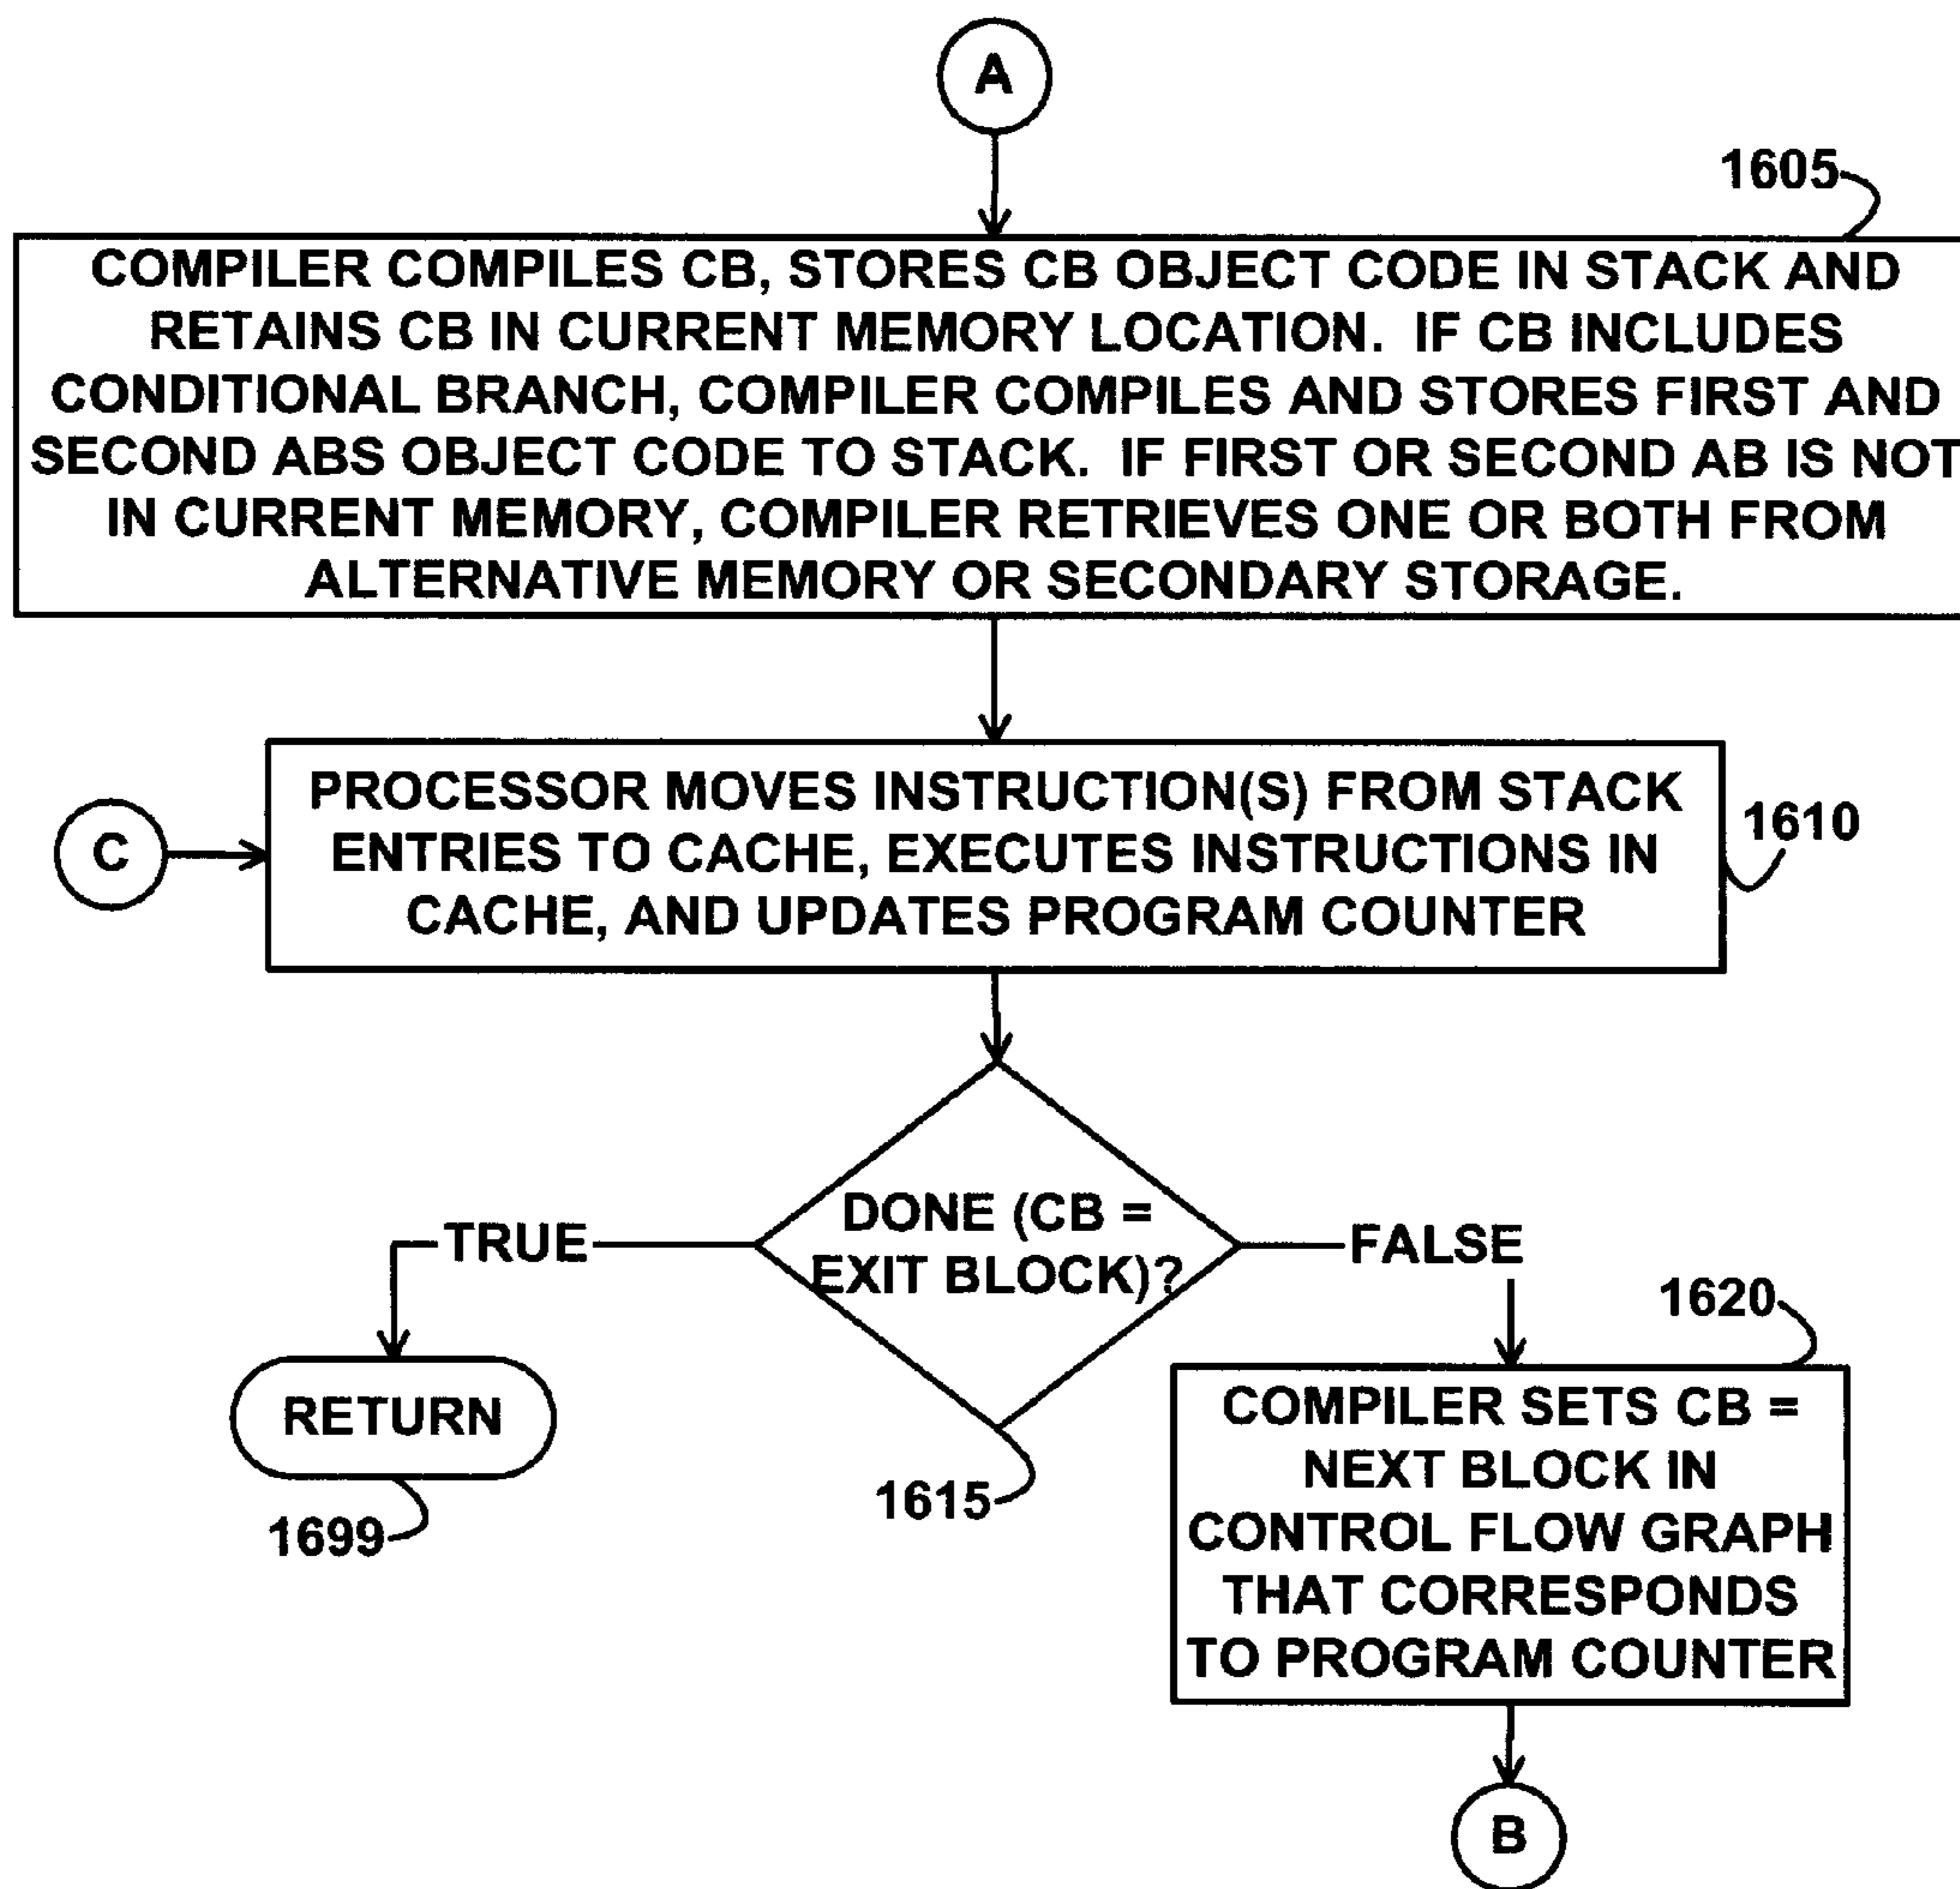 A
1605
COMPILER COMPILES CB, STORES CB OBJECT CODE IN STACK AND
RETAINS CB IN CURRENT MEMORY LOCATION. IF CB INCLUDES
CONDITIONAL BRANCH, COMPILER COMPILES AND STORES FIRST AND
SECOND ABS OBJECT CODE TO STACK. IF FIRST OR SECOND AB IS NOT
IN CURRENT MEMORY, COMPILER RETRIEVES ONE OR BOTH FROM
ALTERNATIVE MEMORY OR SECONDARY STORAGE.
C
PROCESSOR MOVES INSTRUCTION(S) FROM STACK
ENTRIES TO CACHE, EXECUTES INSTRUCTIONS IN
CACHE, AND UPDATES PROGRAM COUNTER
1610
DONE (CB =
EXIT BLOCK)?
1615
TRUE
RETURN
1699
FALSE
1620
COMPILER SETS CB =
NEXT BLOCK IN
CONTROL FLOW GRAPH
THAT CORRESPONDS
TO PROGRAM COUNTER
B